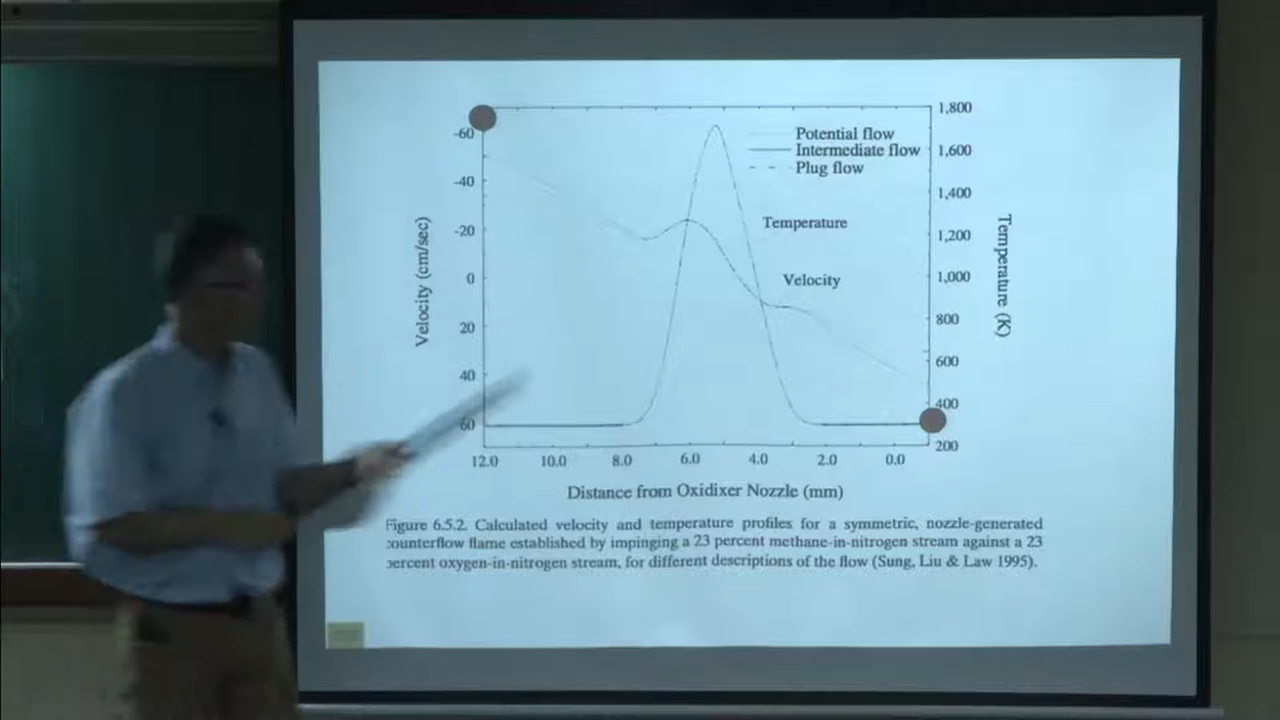 -60
-40
-20
0
20
40
60
Velocity (cm/sec)
1,800
1,600
1,400
1,200
1,000
800
600
400
200
Temperature (K)
Potential flow
Intermediate flow
Plug flow
Temperature
Velocity
12.0 10.0 8.0 6.0 4.0 2.0 0.0
Distance from Oxidixer Nozzle (mm)
Figure 6.5.2. Calculated velocity and temperature profiles for a symmetric, nozzle-generated
counterflow flame established by impinging a 23 percent methane-in-nitrogen stream against a 23
percent oxygen-in-nitrogen stream, for different descriptions of the flow (Sung, Liu & Law 1995).